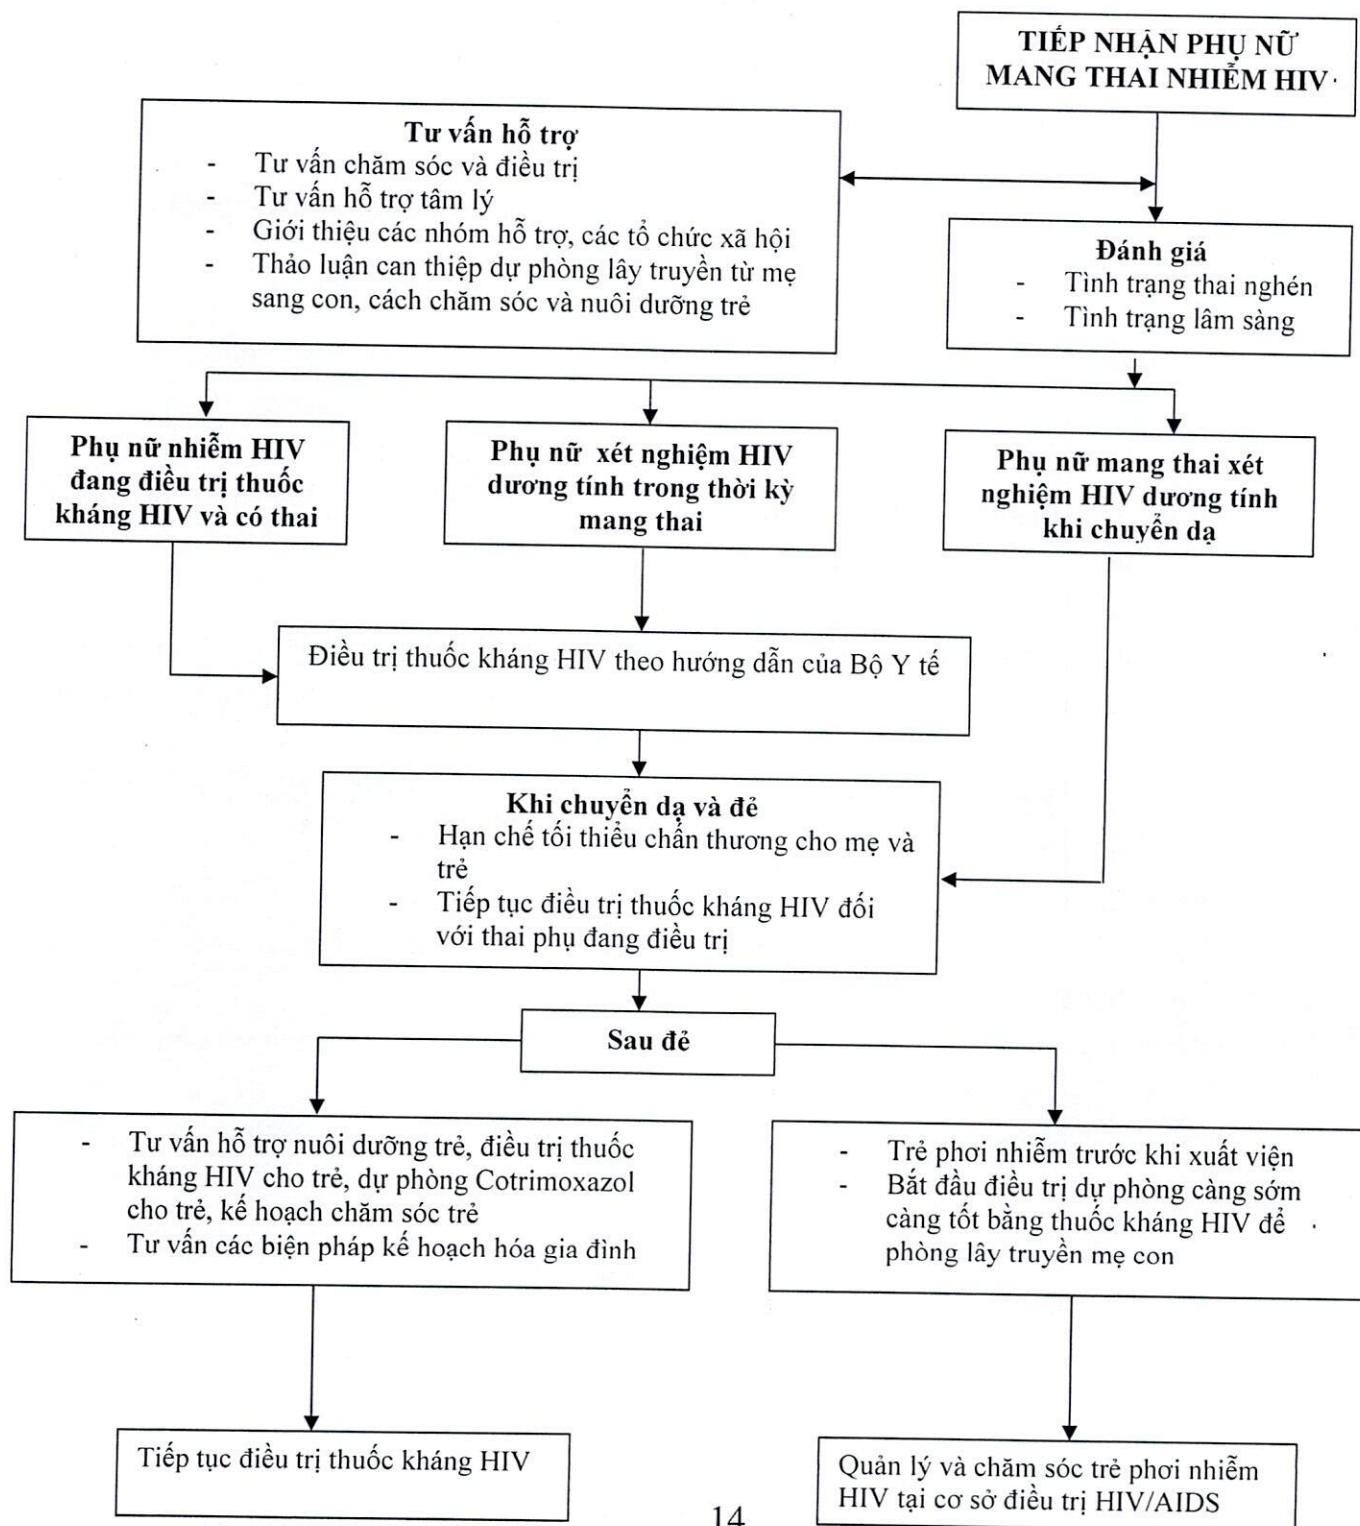 TIẾP NHẬN PHỤ NỮ
MANG THAI NHIỄM HIV
Tư vấn hỗ trợ
- Tư vấn chăm sóc và điều trị
- Tư vấn hỗ trợ tâm lý
- Giới thiệu các nhóm hỗ trợ, các tổ chức xã hội
- Thảo luận can thiệp dự phòng lây truyền từ mẹ
sang con, cách chăm sóc và nuôi dưỡng trẻ
Đánh giá
- Tình trạng thai nghén
- Tình trạng lâm sàng
Phụ nữ nhiễm HIV
đang điều trị thuốc
kháng HIV và có thai
Phụ nữ xét nghiệm HIV
dương tính trong thời kỳ
mang thai
Phụ nữ mang thai xét
nghiệm HIV dương tính
khi chuyển dạ
Điều trị thuốc kháng HIV theo hướng dẫn của Bộ Y tế
Khi chuyển dạ và đẻ
- Hạn chế tối thiểu chấn thương cho mẹ và
trẻ
- Tiếp tục điều trị thuốc kháng HIV đối
với thai phụ đang điều trị
Sau đẻ
- Tư vấn hỗ trợ nuôi dưỡng trẻ, điều trị thuốc
kháng HIV cho trẻ, dự phòng Cotrimoxazol
cho trẻ, kế hoạch chăm sóc trẻ
- Tư vấn các biện pháp kế hoạch hóa gia đình
- Trẻ phơi nhiễm trước khi xuất viện
- Bắt đầu điều trị dự phòng càng sớm
càng tốt bằng thuốc kháng HIV để
phòng lây truyền mẹ con
Tiếp tục điều trị thuốc kháng HIV
Quản lý và chăm sóc trẻ phơi nhiễm
HIV tại cơ sở điều trị HIV/AIDS
14